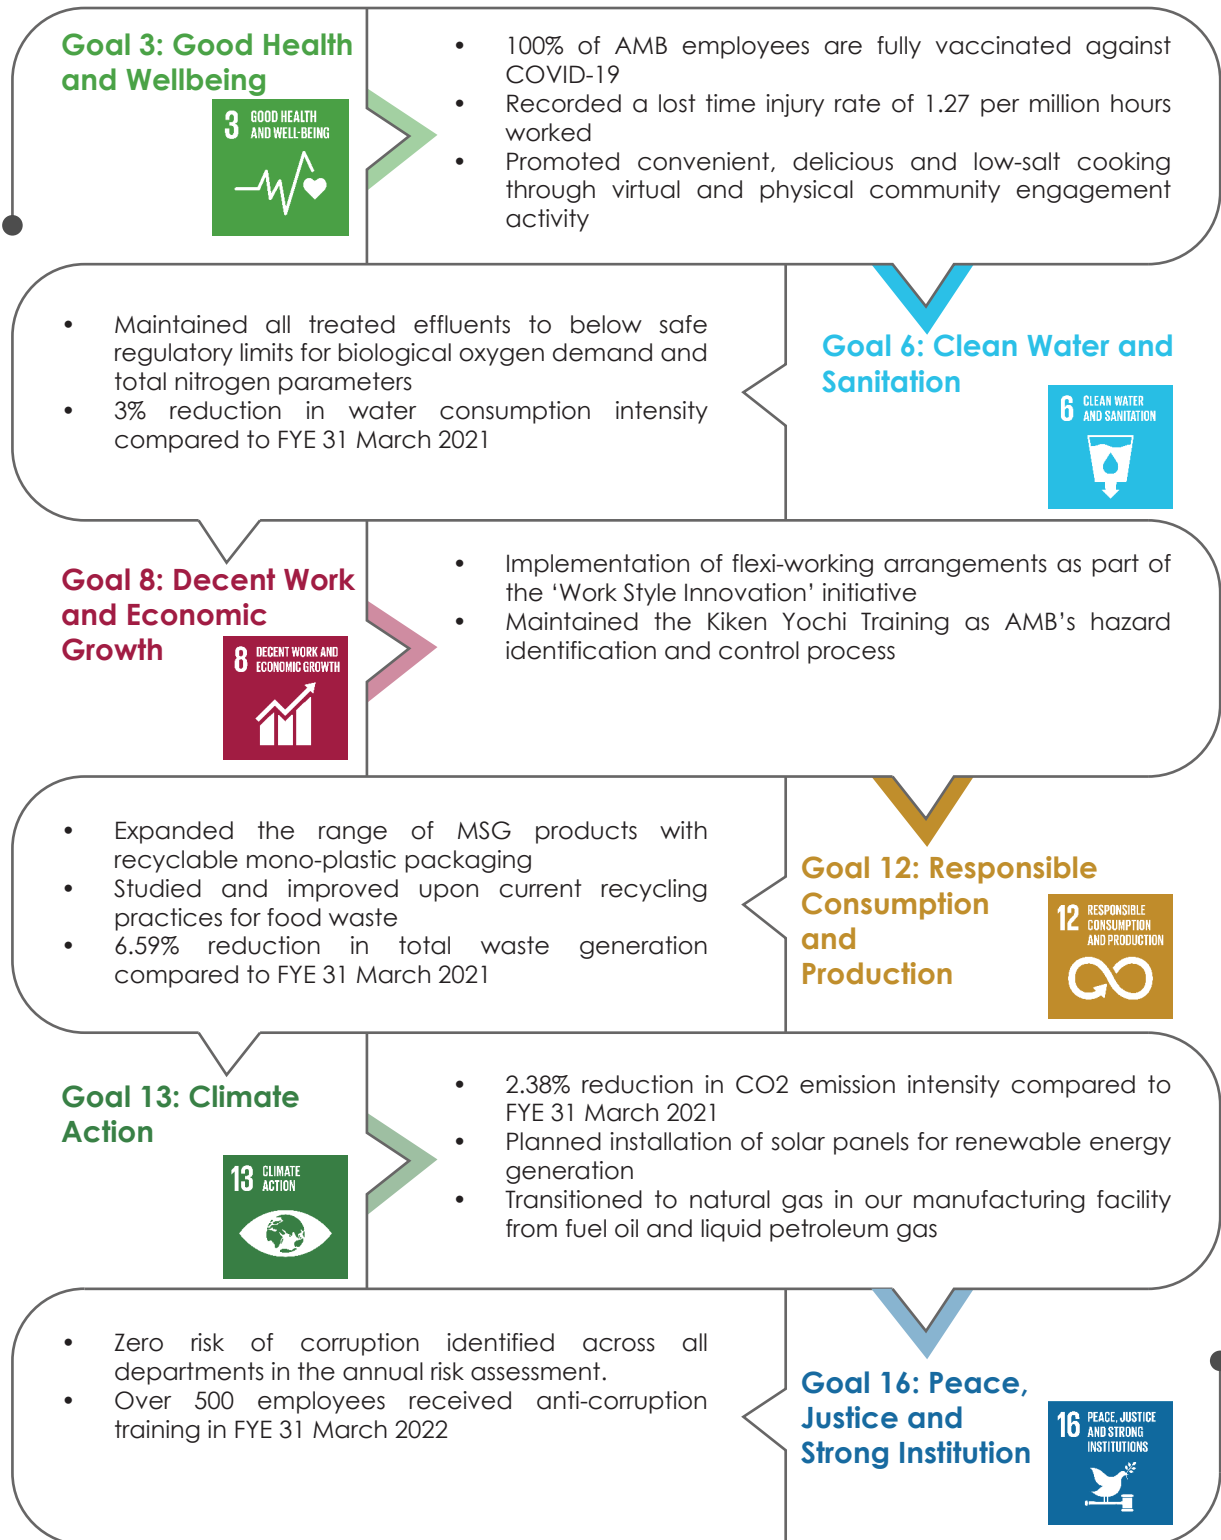 Goal 3: Good Health
and Wellbeing
3 GOOD HEALTH
AND WELL-BEING
• 100% of AMB employees are fully vaccinated against
COVID-19
• Recorded a lost time injury rate of 1.27 per million hours
worked
• Promoted convenient, delicious and low-salt cooking
through virtual and physical community engagement
activity
Goal 6: Clean Water and
Sanitation
6 CLEAN WATER
AND SANITATION
• Maintained all treated effluents to below safe
regulatory limits for biological oxygen demand and
total nitrogen parameters
• 3% reduction in water consumption intensity
compared to FYE 31 March 2021
Goal 8: Decent Work
and Economic
Growth
8 DECENT WORK AND
ECONOMIC GROWTH
• Implementation of flexi-working arrangements as part of
the ‘Work Style Innovation’ initiative
• Maintained the Kiken Yochi Training as AMB’s hazard
identification and control process
Goal 12: Responsible
Consumption
and
Production
12 RESPONSIBLE
CONSUMPTION
AND PRODUCTION
• Expanded the range of MSG products with
recyclable mono-plastic packaging
• Studied and improved upon current recycling
practices for food waste
• 6.59% reduction in total waste generation
compared to FYE 31 March 2021
Goal 13: Climate
Action
13 CLIMATE
ACTION
• 2.38% reduction in CO2 emission intensity compared to
FYE 31 March 2021
• Planned installation of solar panels for renewable energy
generation
• Transitioned to natural gas in our manufacturing facility
from fuel oil and liquid petroleum gas
Goal 16: Peace,
Justice and
Strong Institution
16 PEACE, JUSTICE
AND STRONG
INSTITUTIONS
• Zero risk of corruption identified across all
departments in the annual risk assessment.
• Over 500 employees received anti-corruption
training in FYE 31 March 2022